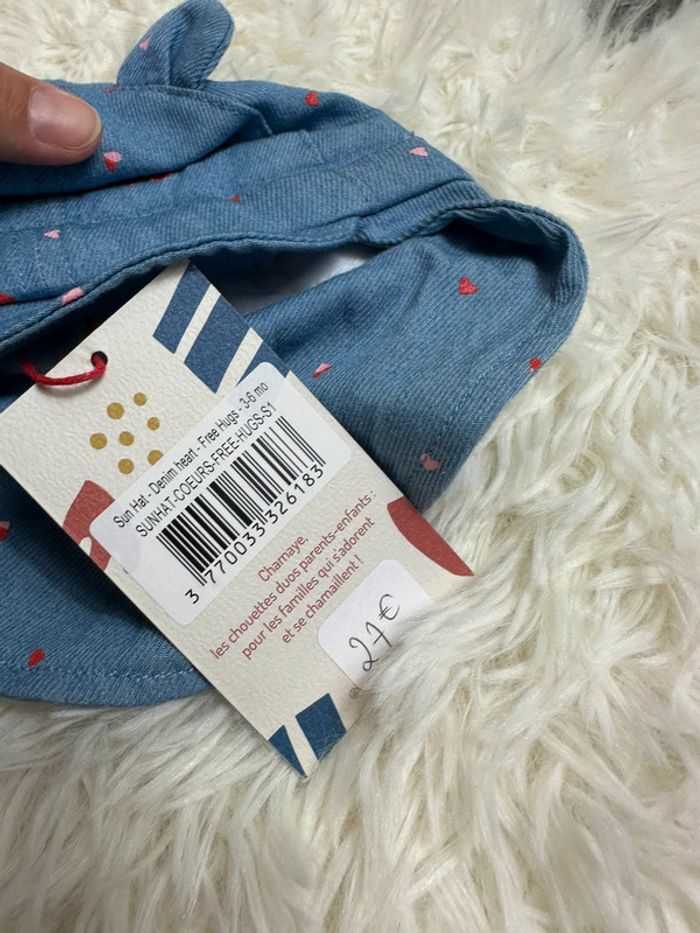 Sun Hat - Denim heart - Free Hugs - 3-6 mo
SUNHAT-COEURS-FREE-HUGS-S1
3 770033 326183
Chamaye,
les chouettes duos parents-enfants :
pour les familles qui s'adorent
et se chamaillent !
27€